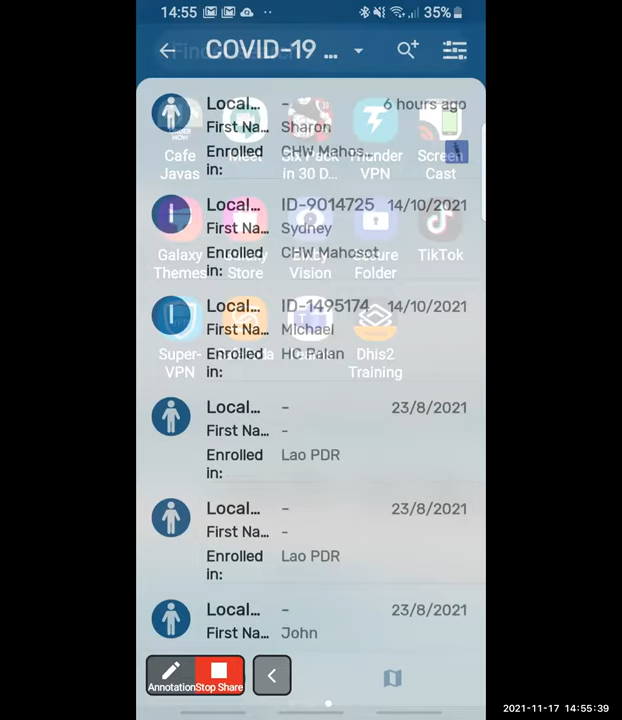 14:55
35%
COVID-19 ...
Local... - 6 hours ago
First Na... Sharon
Enrolled in: CHW Mahos...
Cafe Javas
Meet
in 30 D...
VPN
Screen Cast
Local... ID-9014725 14/10/2021
First Na... Sydney
Enrolled in: CHW Mahosot
Galaxy Themes
Store
Vision
Secure Folder
TikTok
Local... ID-1495174 14/10/2021
First Na... Michael
Enrolled in: HC Palan
Super-VPN
Dhis2 Training
Local... - 23/8/2021
First Na... -
Enrolled in: Lao PDR
Local... - 23/8/2021
First Na... -
Enrolled in: Lao PDR
Local... - 23/8/2021
First Na... John
Annotation Stop Share
2021-11-17 14:55:39